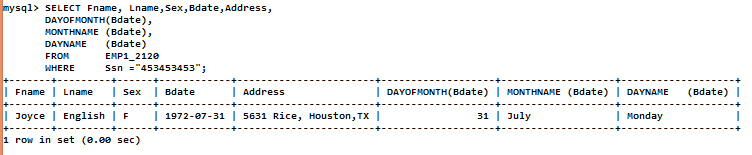 mysql> SELECT Fname, Lname,Sex,Bdate,Address,
DAYOFMONTH(Bdate),
MONTHNAME (Bdate),
DAYNAME   (Bdate)
FROM      EMP1_2120
WHERE     Ssn ="453453453";
+-------+---------+------+------------+-----------------------+-------------------+-------------------+-------------------+
| Fname | Lname   | Sex  | Bdate      | Address               | DAYOFMONTH(Bdate) | MONTHNAME (Bdate) | DAYNAME   (Bdate) |
+-------+---------+------+------------+-----------------------+-------------------+-------------------+-------------------+
| Joyce | English | F    | 1972-07-31 | 5631 Rice, Houston,TX |                31 | July              | Monday            |
+-------+---------+------+------------+-----------------------+-------------------+-------------------+-------------------+
1 row in set (0.00 sec)